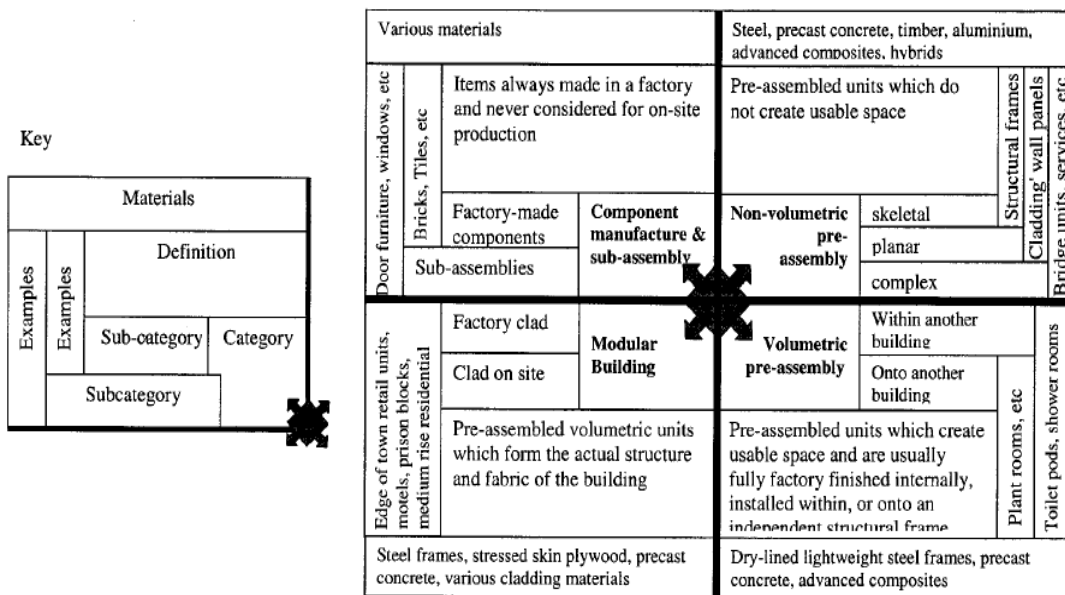 Key
Materials
Definition
Examples
Examples
Sub-category
Category
Subcategory
Various materials
Door furniture, windows, etc
Bricks, Tiles, etc
Items always made in a factory
and never considered for on-site
production
Factory-made
components
Sub-assemblies
Component
manufacture &
sub-assembly
Steel, precast concrete, timber, aluminium,
advanced composites, hybrids
Pre-assembled units which do
not create usable space
Structural frames
Cladding' wall panels
Bridge units, services, etc
Non-volumetric
pre-
assembly
skeletal
planar
complex
Edge of town retail units,
motels, prison blocks,
medium rise residential
Factory clad
Clad on site
Modular
Building
Pre-assembled volumetric units
which form the actual structure
and fabric of the building
Steel frames, stressed skin plywood, precast
concrete, various cladding materials
Volumetric
pre-assembly
Within another
building
Onto another
building
Pre-assembled units which create
usable space and are usually
fully factory finished internally,
installed within, or onto an
independent structural frame
Plant rooms, etc
Toilet pods, shower rooms
Dry-lined lightweight steel frames, precast
concrete, advanced composites